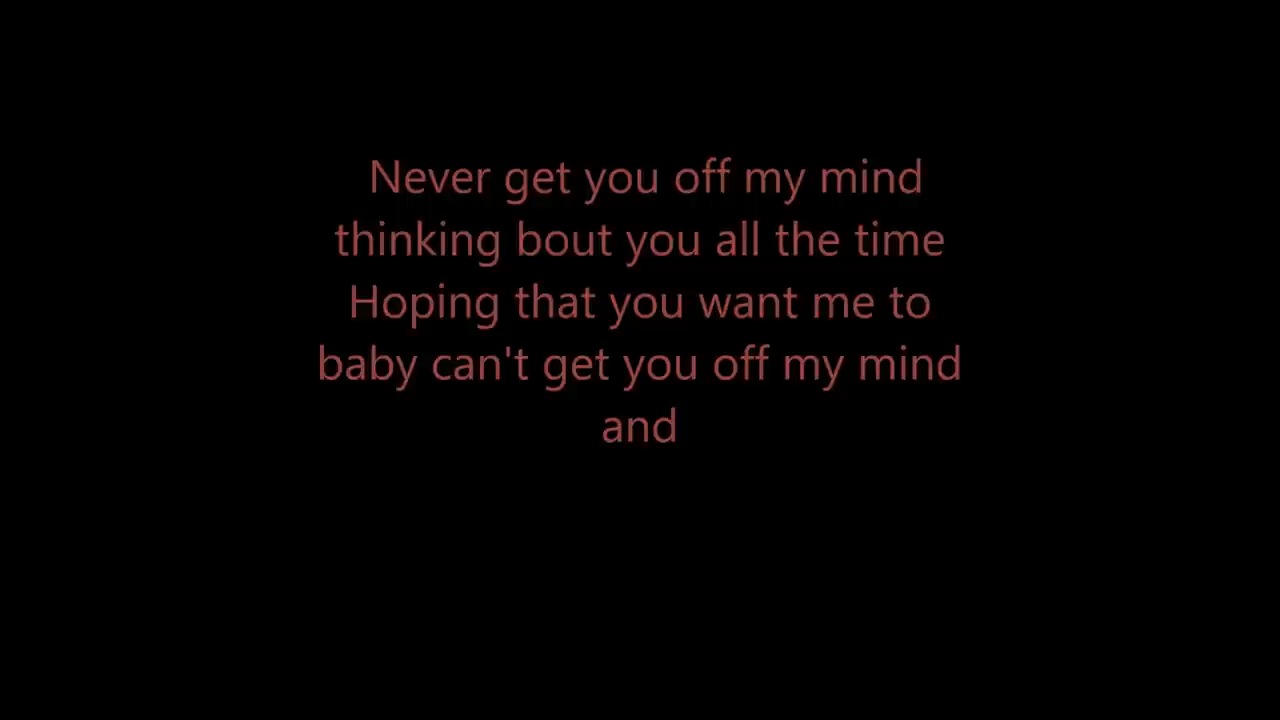 Never get you off my mind
thinking bout you all the time
Hoping that you want me to
baby can't get you off my mind
and